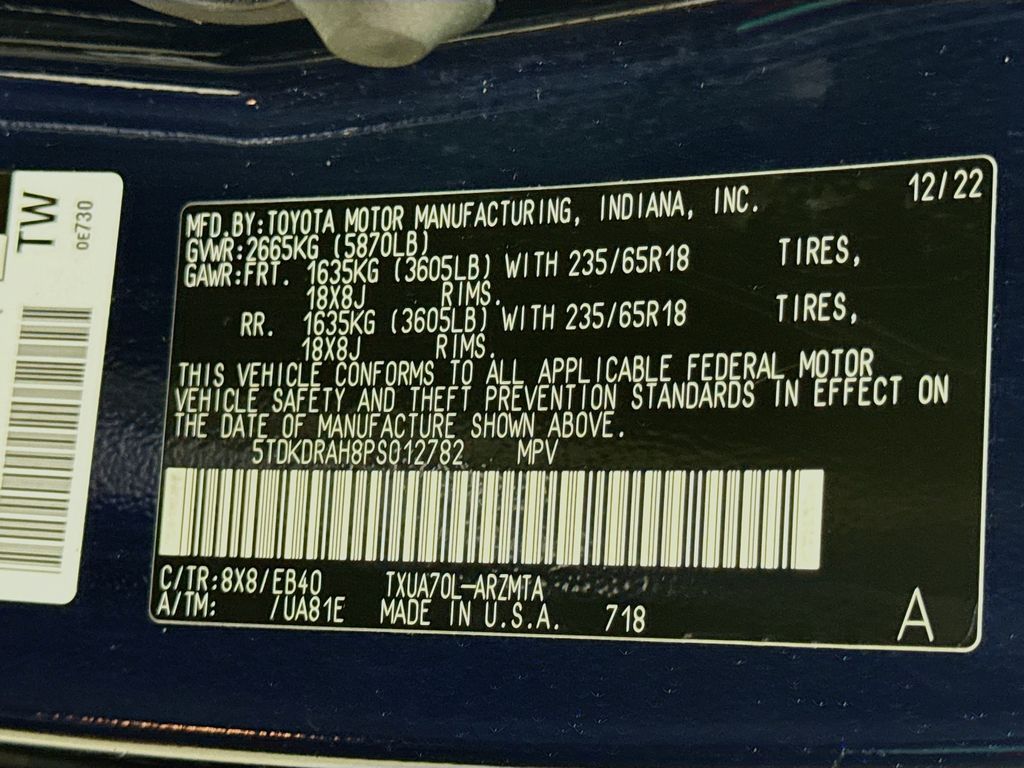 TW
0E730
12/22
MFD.BY:TOYOTA MOTOR MANUFACTURING, INDIANA, INC.
GVWR:2665KG (5870LB)
GAWR:FRT. 1635KG (3605LB) WITH 235/65R18 TIRES,
18X8J RIMS.
RR. 1635KG (3605LB) WITH 235/65R18 TIRES,
18X8J RIMS.
THIS VEHICLE CONFORMS TO ALL APPLICABLE FEDERAL MOTOR
VEHICLE SAFETY AND THEFT PREVENTION STANDARDS IN EFFECT ON
THE DATE OF MANUFACTURE SHOWN ABOVE.
5TDKDRAH8PS012782 MPV
C/TR:8X8/EB40 TXUA70L-ARZMTA
A/TM: /UA81E MADE IN U.S.A. 718
A